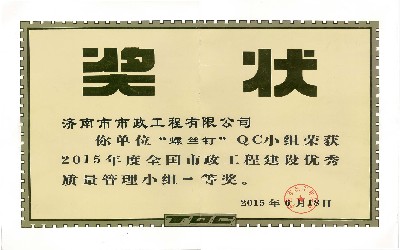 奖状
济南市市政工程有限公司
你单位“螺丝钉”QC小组荣获
2015年度全国市政工程建设优秀
质量管理小组一等奖。
2015年6月18日
TQC